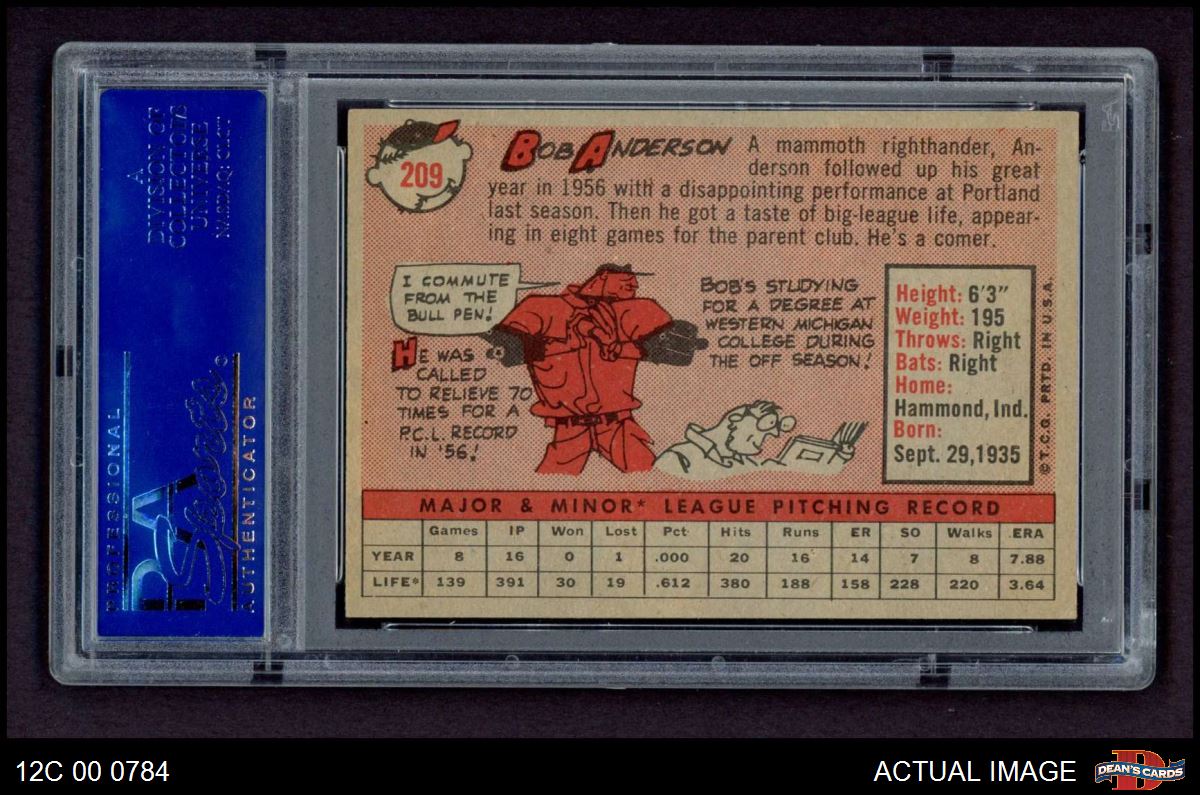 A
DIVISION OF
COLLECTORS
UNIVERSE
NASDAQ: CLCT
PROFESSIONAL
PSA
Sports
AUTHENTICATOR
209
BOB ANDERSON
A mammoth righthander, An-
derson followed up his great
year in 1956 with a disappointing performance at Portland
last season. Then he got a taste of big-league life, appear-
ing in eight games for the parent club. He's a comer.
I COMMUTE
FROM THE
BULL PEN!
HE WAS
CALLED
TO RELIEVE 70
TIMES FOR A
P.C.L. RECORD
IN '56!
BOB'S STUDYING
FOR A DEGREE AT
WESTERN MICHIGAN
COLLEGE DURING
THE OFF SEASON!
Height: 6'3"
Weight: 195
Throws: Right
Bats: Right
Home:
Hammond, Ind.
Born:
Sept. 29, 1935
© T.C.G. PRTD. IN U.S.A.
MAJOR & MINOR* LEAGUE PITCHING RECORD
Games IP Won Lost Pct. Hits Runs ER SO Walks ERA
YEAR 8 16 0 1 .000 20 16 14 7 8 7.88
LIFE* 139 391 30 19 .612 380 188 158 228 220 3.64
12C 00 0784
ACTUAL IMAGE
D
DEAN'S CARDS